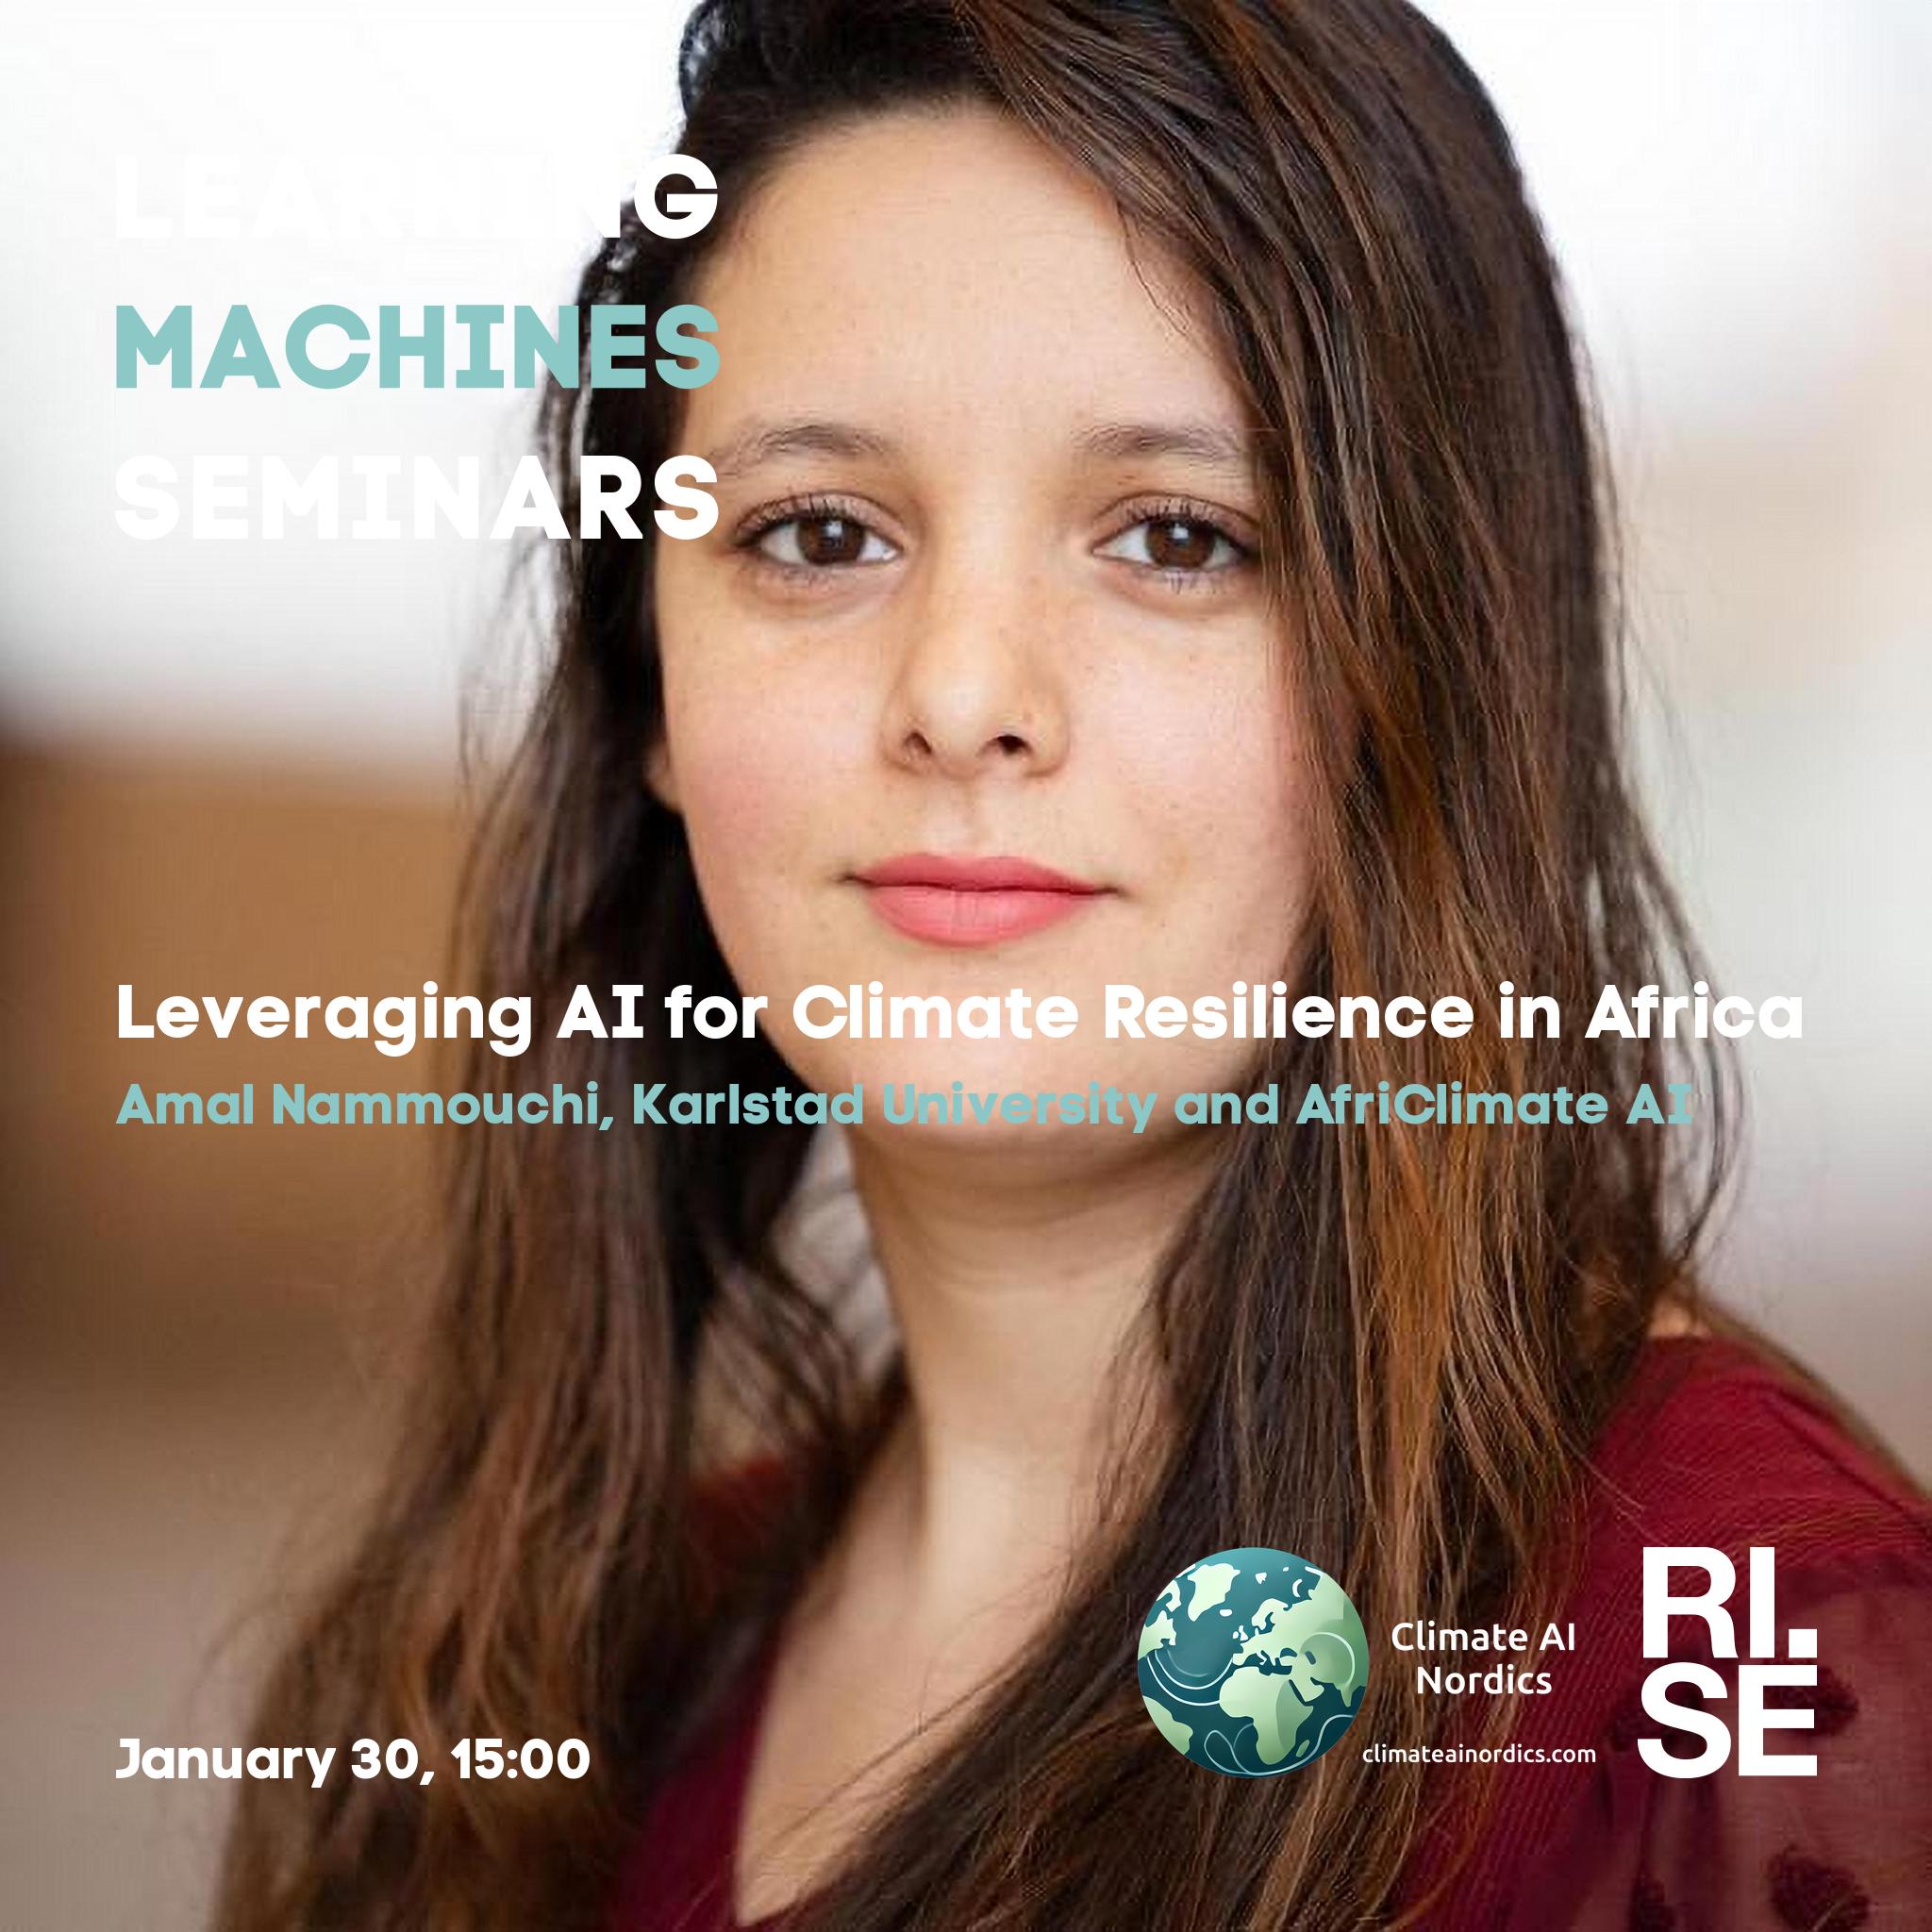 LEARNING
MACHINES
SEMINARS
Leveraging AI for Climate Resilience in Africa
Amal Nammouchi, Karlstad University and AfriClimate AI
January 30, 15:00
Climate AI
Nordics
climateainordics.com
RI.
SE